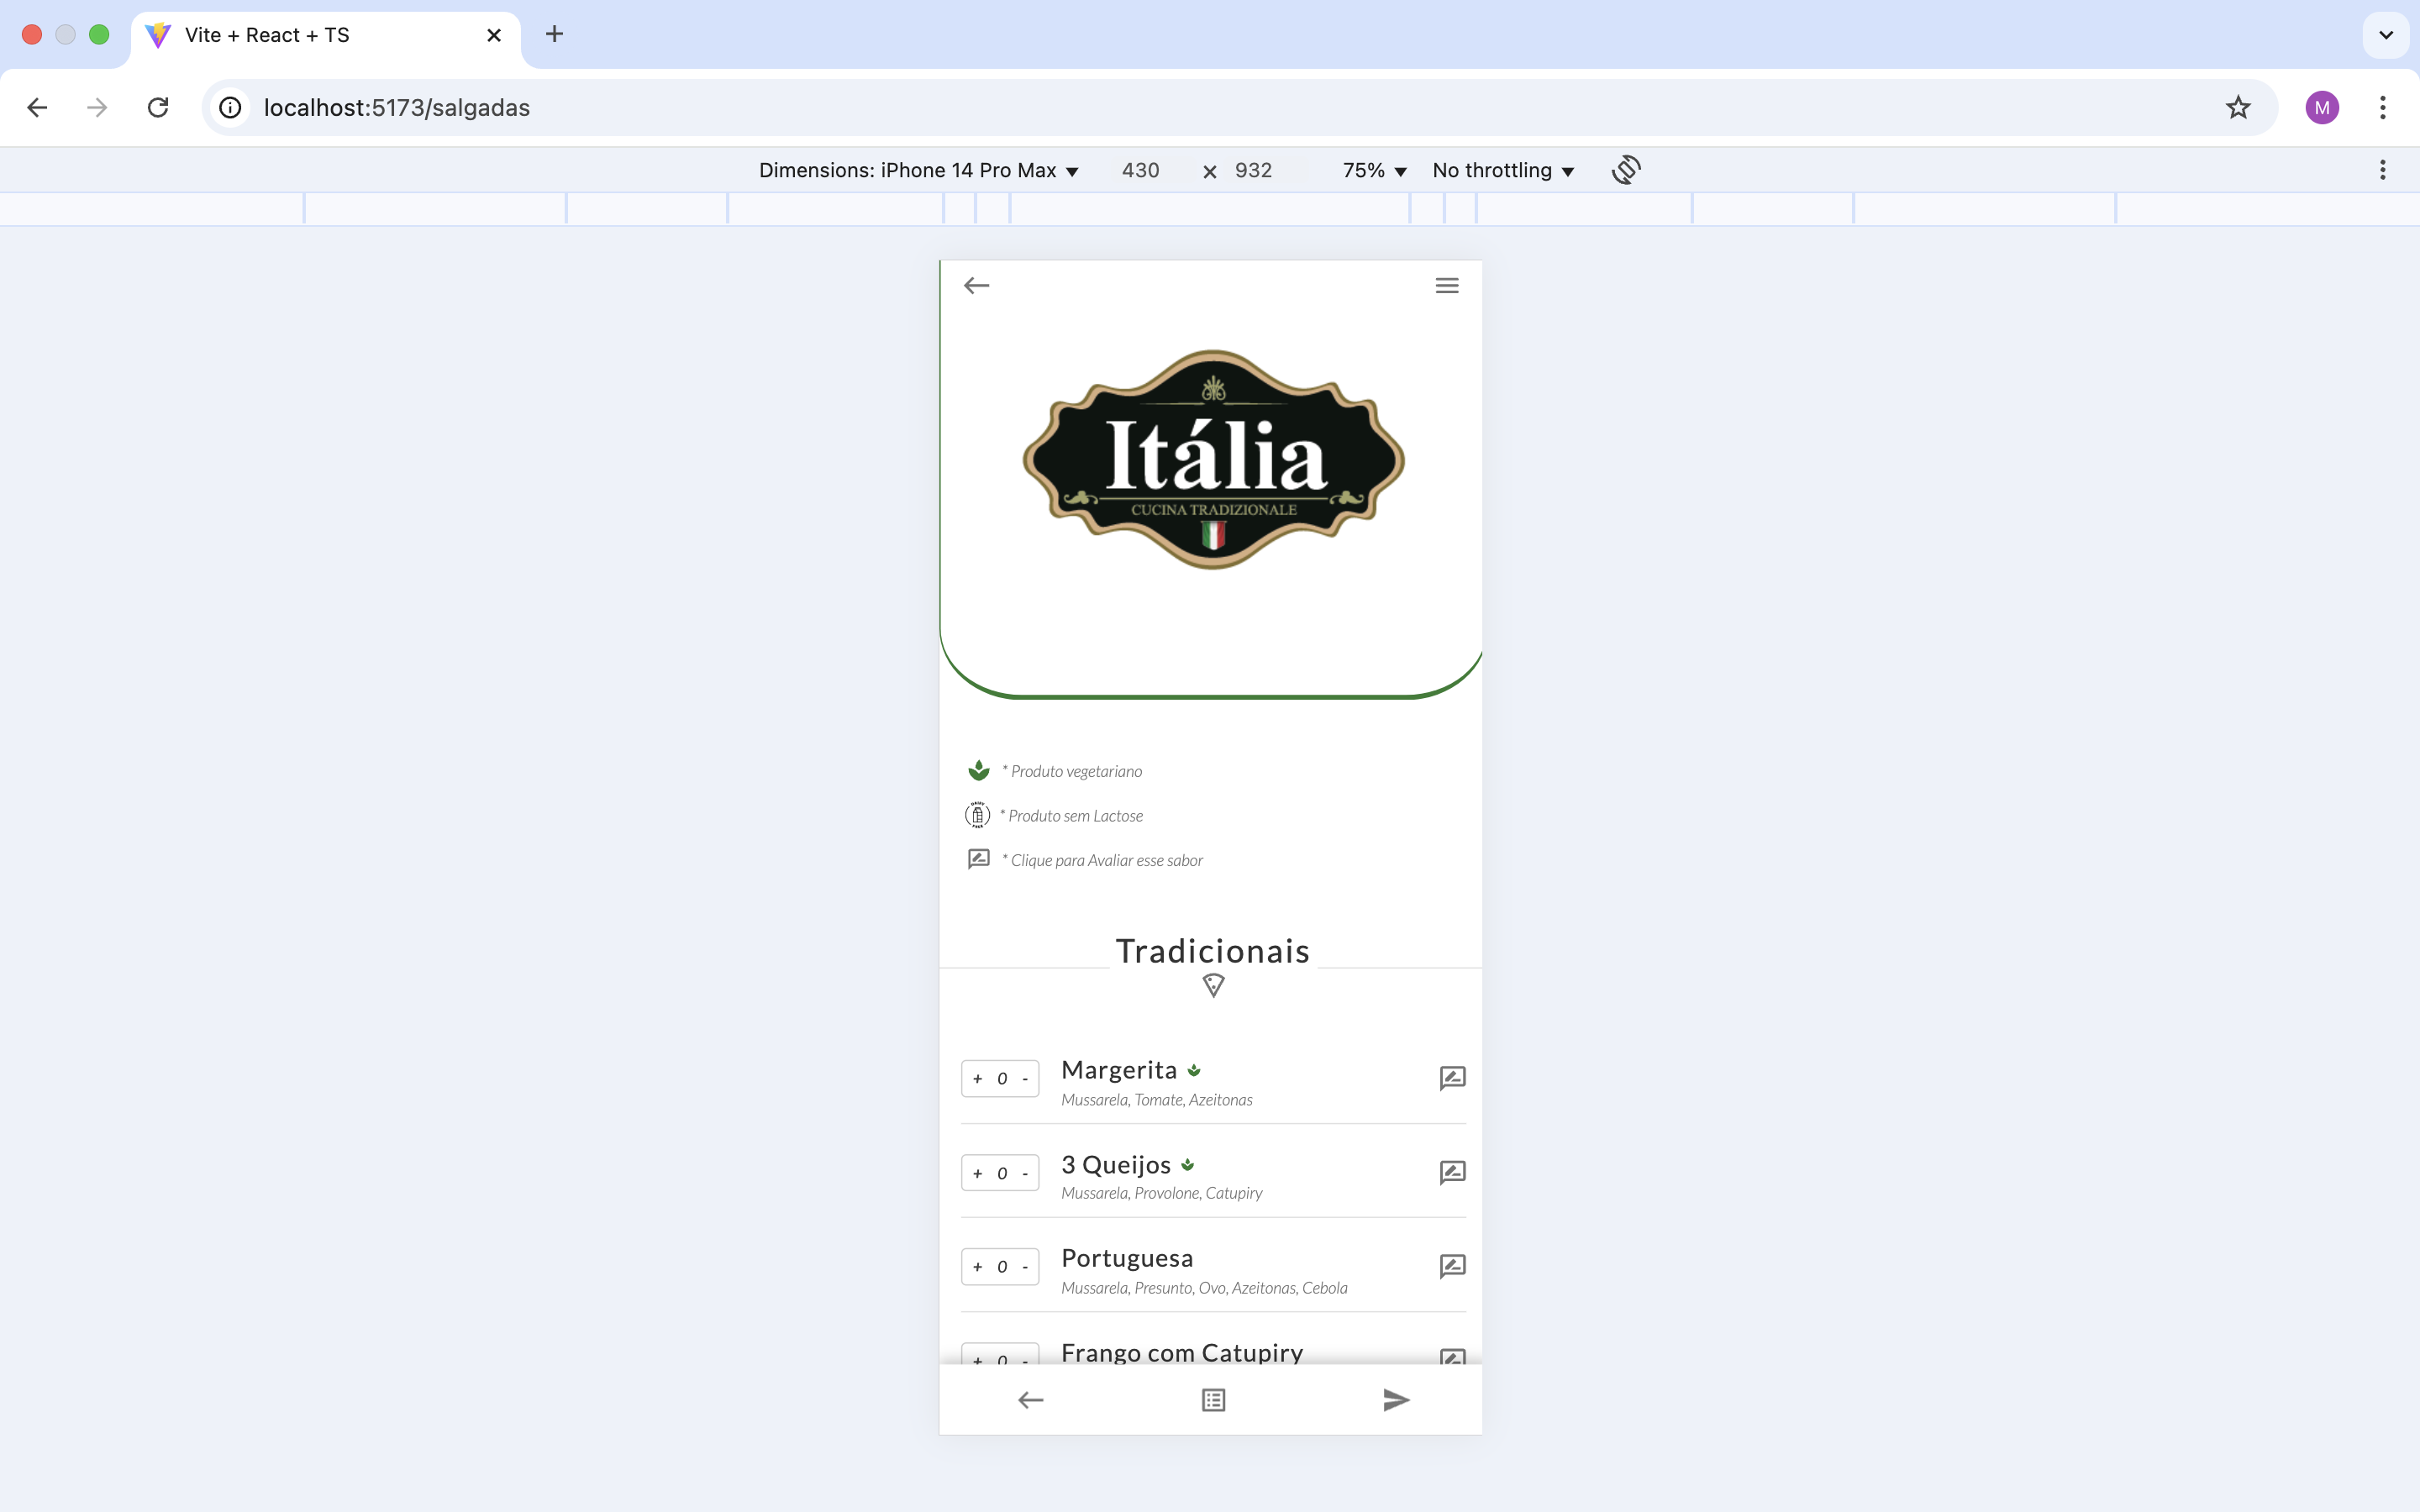 Vite + React + TS
localhost:5173/salgadas
M
Dimensions: iPhone 14 Pro Max 430 × 932 75% No throttling
Itália
CUCINA TRADIZIONALE
* Produto vegetariano
* Produto sem Lactose
* Clique para Avaliar esse sabor
Tradicionais
+ 0 - Margerita
Mussarela, Tomate, Azeitonas
+ 0 - 3 Queijos
Mussarela, Provolone, Catupiry
+ 0 - Portuguesa
Mussarela, Presunto, Ovo, Azeitonas, Cebola
+ 0 - Frango com Catupiry